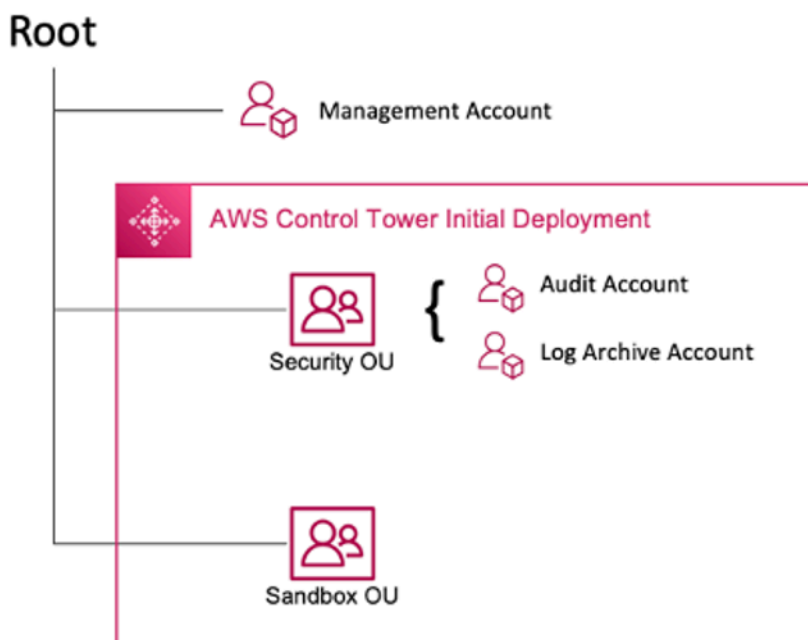 Root
Management Account
AWS Control Tower Initial Deployment
Audit Account
Security OU
Log Archive Account
Sandbox OU